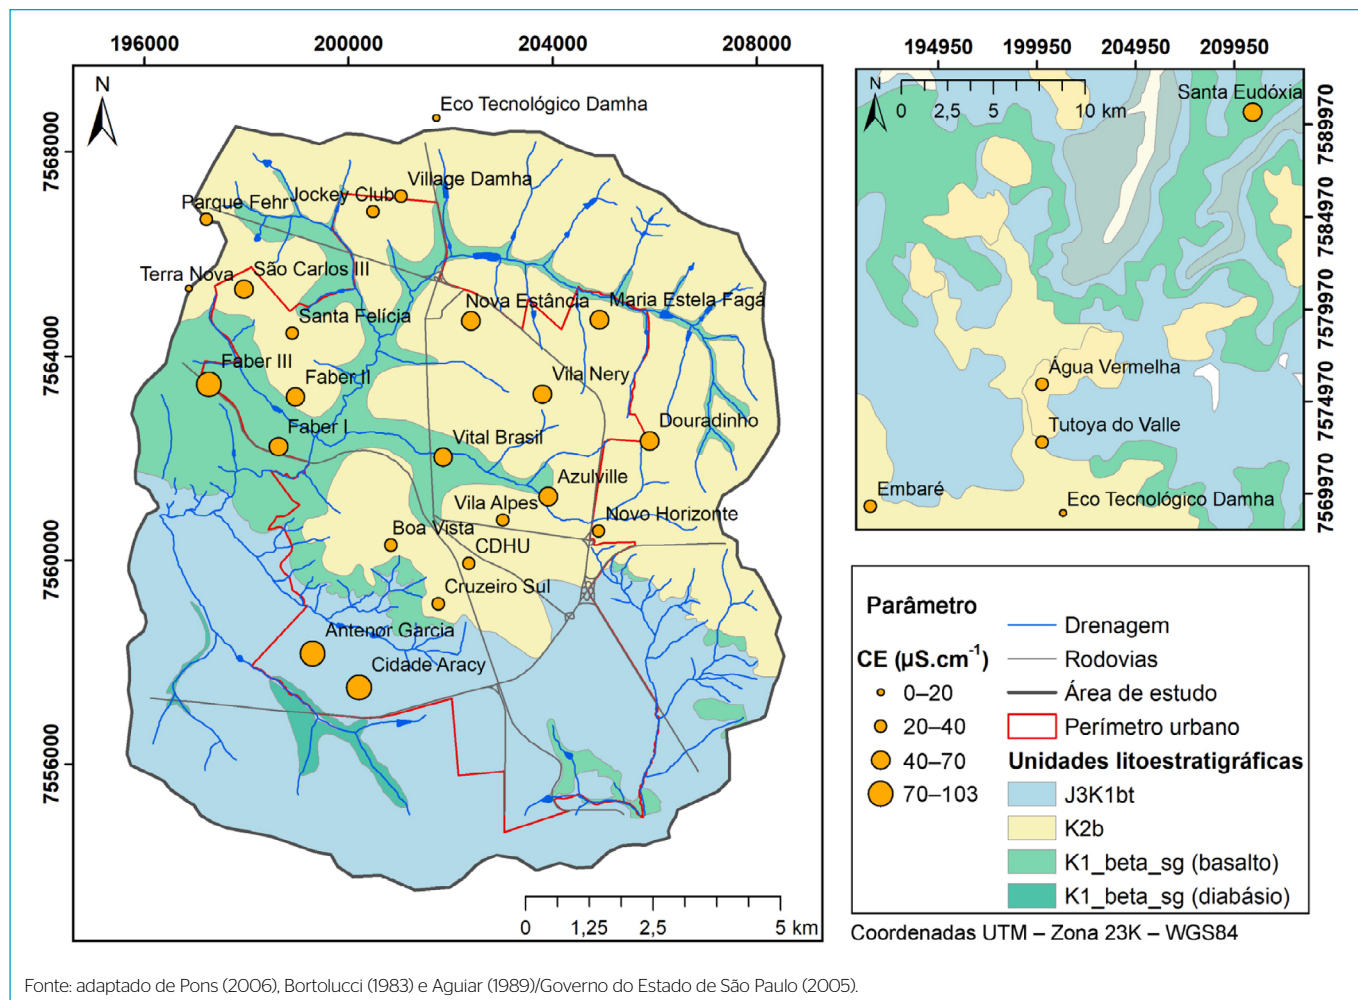 196000 200000 204000 208000
7568000
7564000
7560000
7556000
N
Eco Tecnológico Damha
Village Damha
Jockey Club
Parque Fehr
Terra Nova
São Carlos III
Santa Felícia
Nova Estância
Maria Estela Fagá
Faber III
Faber II
Vila Nery
Faber I
Vital Brasil
Douradinho
Azulville
Vila Alpes
Novo Horizonte
Boa Vista
CDHU
Cruzeiro Sul
Antenor Garcia
Cidade Aracy
0 1,25 2,5 5 km
194950 199950 204950 209950
7589970
7584970
7579970
7574970
7569970
N
0 2,5 5 10 km
Santa Eudóxia
Água Vermelha
Tutoya do Valle
Embaré
Eco Tecnológico Damha
Parâmetro
CE (µS.cm-1)
0–20
20–40
40–70
70–103
Drenagem
Rodovias
Área de estudo
Perímetro urbano
Unidades litoestratigráficas
J3K1bt
K2b
K1_beta_sg (basalto)
K1_beta_sg (diabásio)
Coordenadas UTM – Zona 23K – WGS84
Fonte: adaptado de Pons (2006), Bortolucci (1983) e Aguiar (1989)/Governo do Estado de São Paulo (2005).